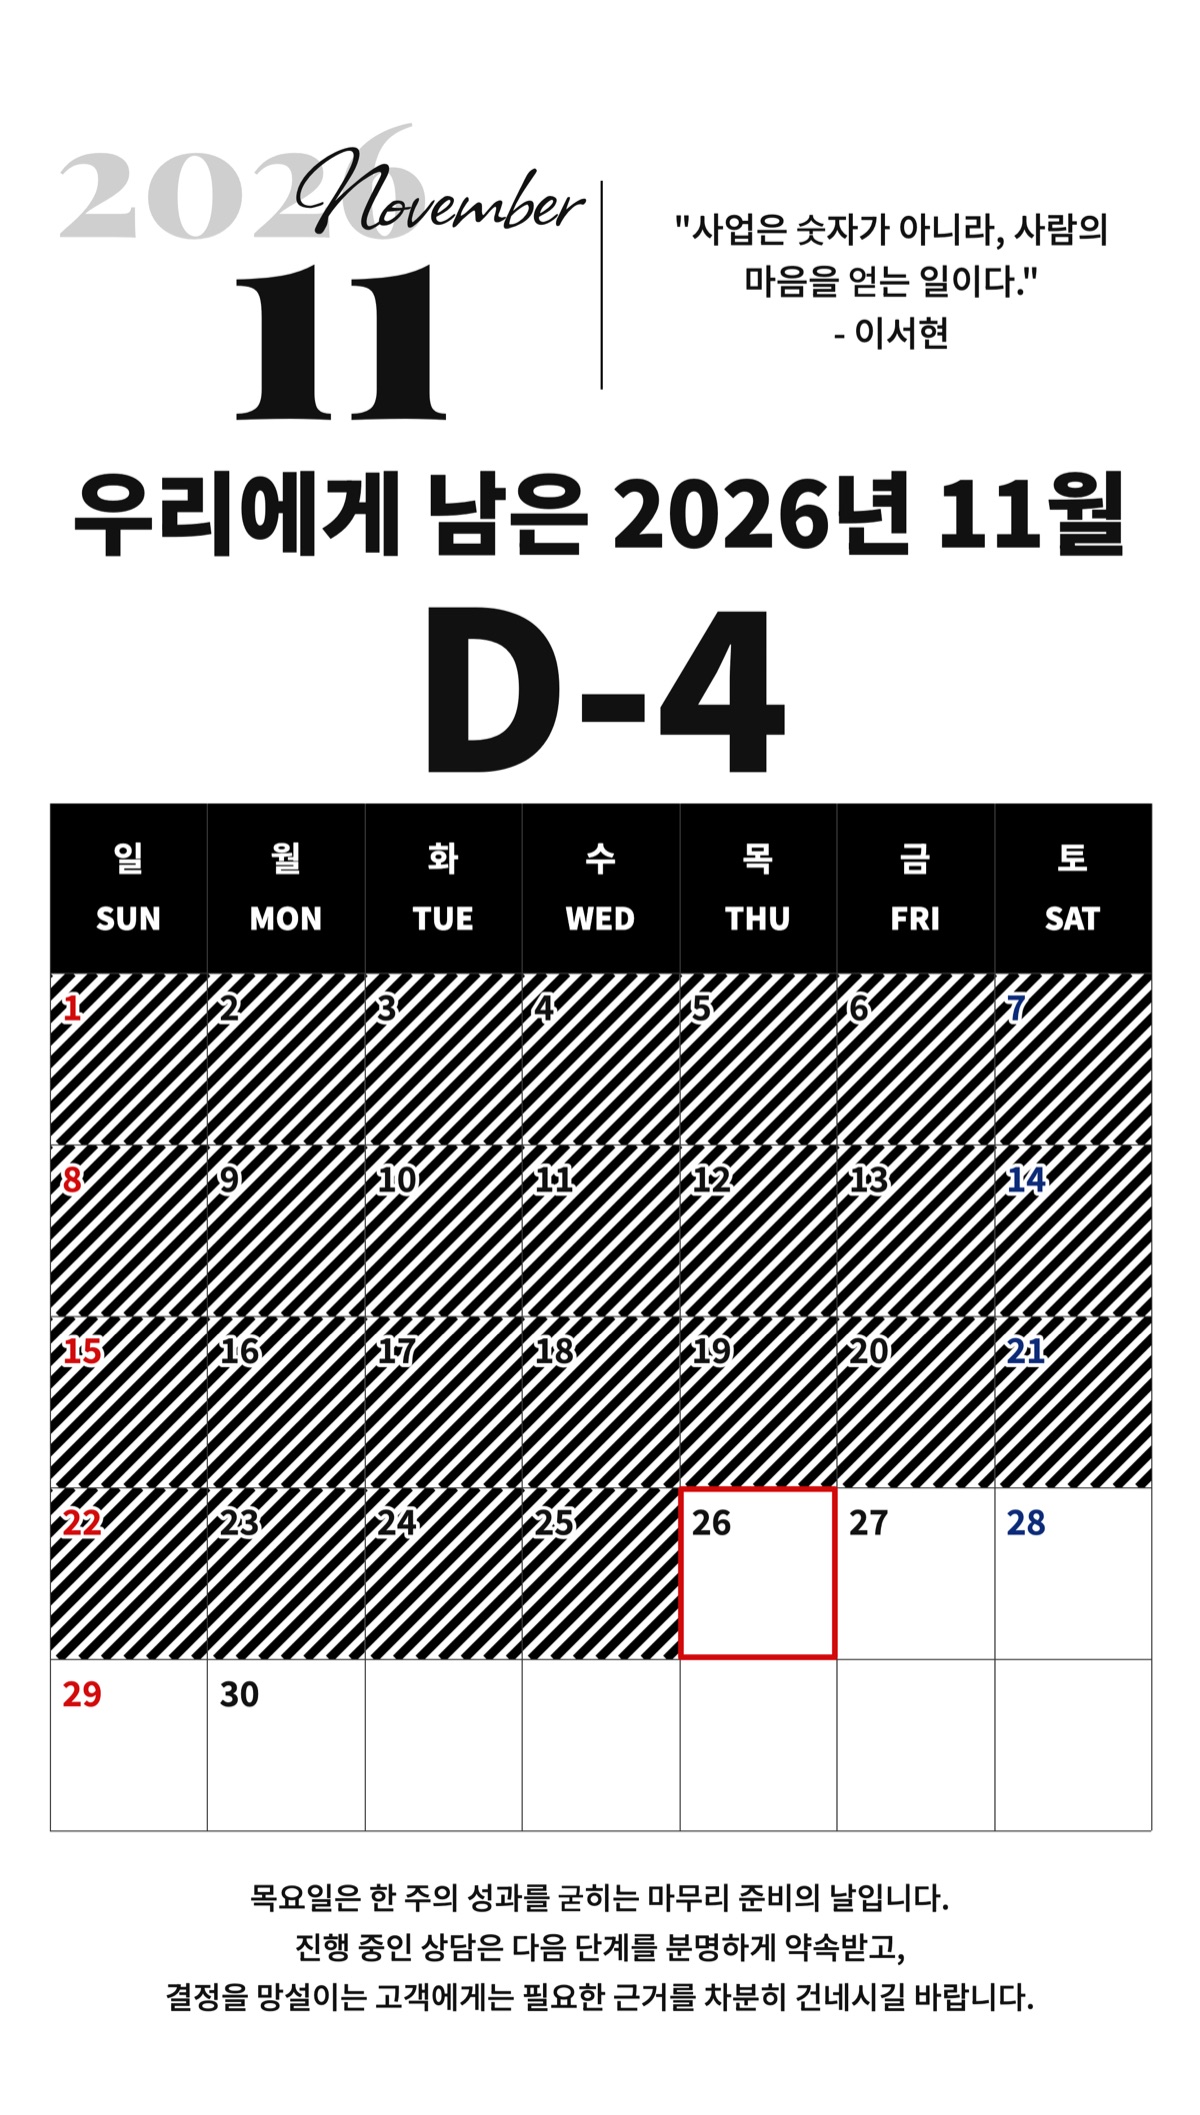 2026 November
11
"사업은 숫자가 아니라, 사람의
마음을 얻는 일이다."
- 이서현
우리에게 남은 2026년 11월
D-4
일 월 화 수 목 금 토
SUN MON TUE WED THU FRI SAT
1 2 3 4 5 6 7
8 9 10 11 12 13 14
15 16 17 18 19 20 21
22 23 24 25 26 27 28
29 30
목요일은 한 주의 성과를 굳히는 마무리 준비의 날입니다.
진행 중인 상담은 다음 단계를 분명하게 약속받고,
결정을 망설이는 고객에게는 필요한 근거를 차분히 건네시길 바랍니다.